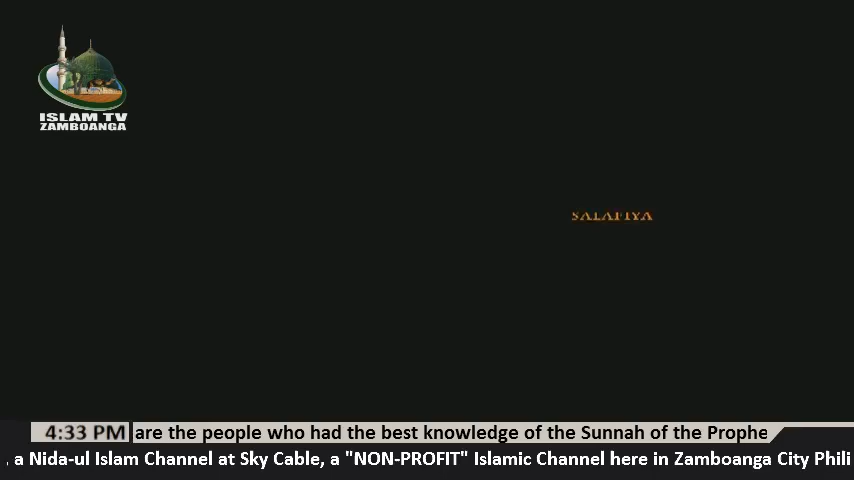 ISLAM TV
ZAMBOANGA
SALAFIYA
4:33 PM are the people who had the best knowledge of the Sunnah of the Prophe
, a Nida-ul Islam Channel at Sky Cable, a "NON-PROFIT" Islamic Channel here in Zamboanga City Phili